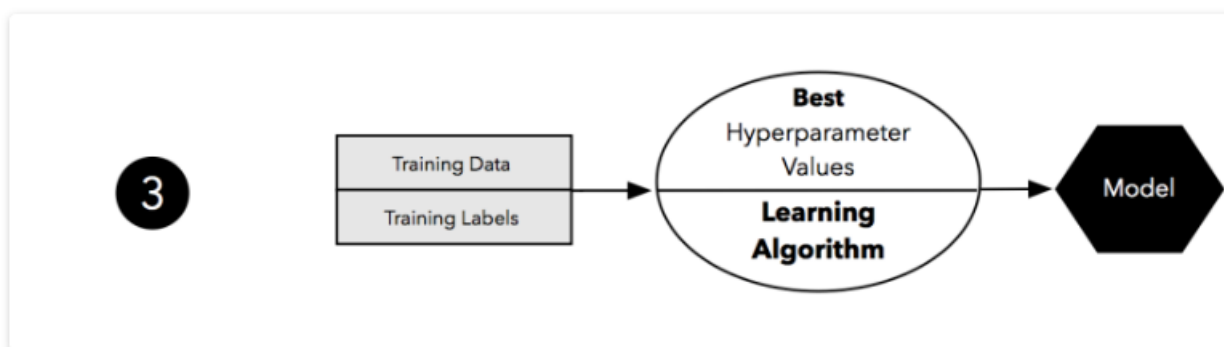 3
Training Data
Training Labels
Best
Hyperparameter
Values
Learning
Algorithm
Model